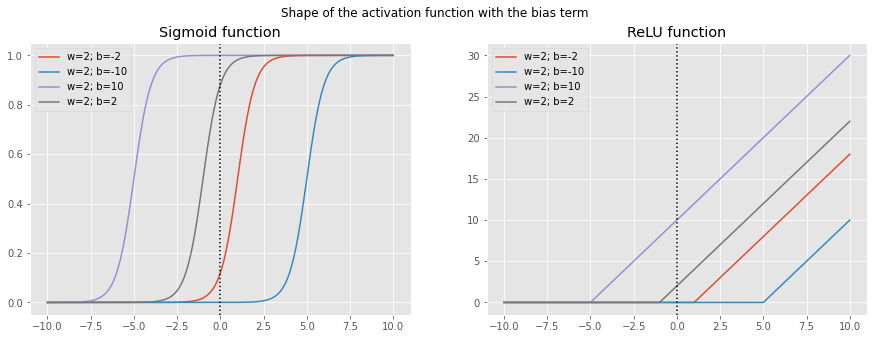 Shape of the activation function with the bias term
Sigmoid function
w=2; b=-2
w=2; b=-10
w=2; b=10
w=2; b=2
1.0
0.8
0.6
0.4
0.2
0.0
−10.0 −7.5 −5.0 −2.5 0.0 2.5 5.0 7.5 10.0
ReLU function
w=2; b=-2
w=2; b=-10
w=2; b=10
w=2; b=2
30
25
20
15
10
5
0
−10.0 −7.5 −5.0 −2.5 0.0 2.5 5.0 7.5 10.0